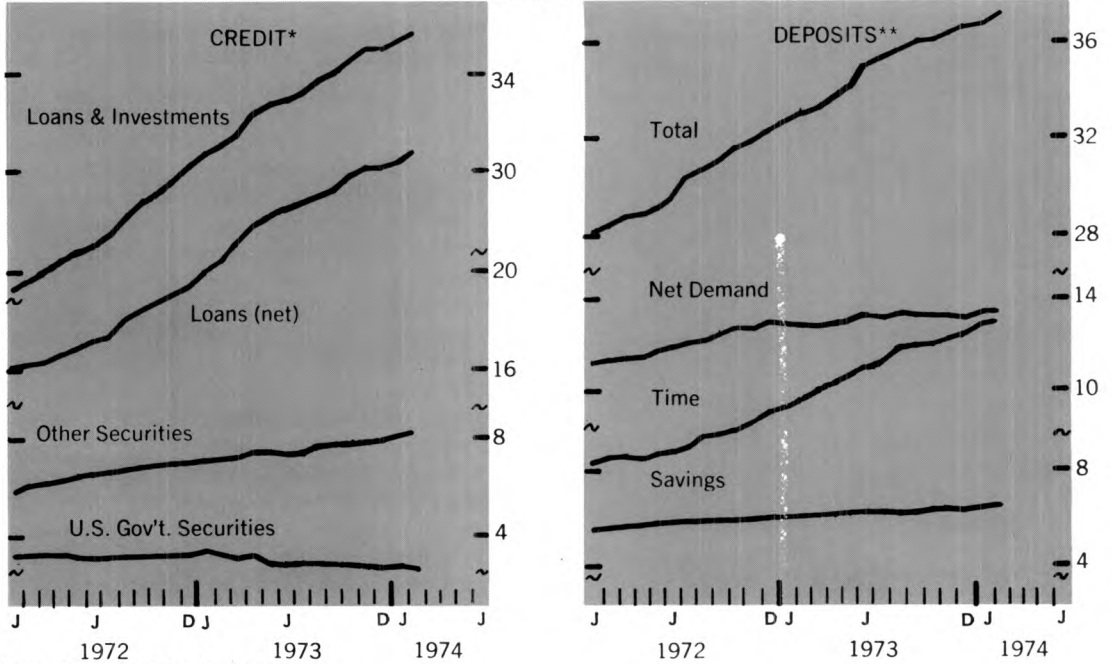 CREDIT*
34
Loans & Investments
30
20
Loans (net)
16
Other Securities
8
U.S. Gov't. Securities
4
J J D J J D J J
1972 1973 1974
DEPOSITS**
36
Total
32
28
Net Demand
14
Time
10
Savings
8
4
J J D J J D J J
1972 1973 1974